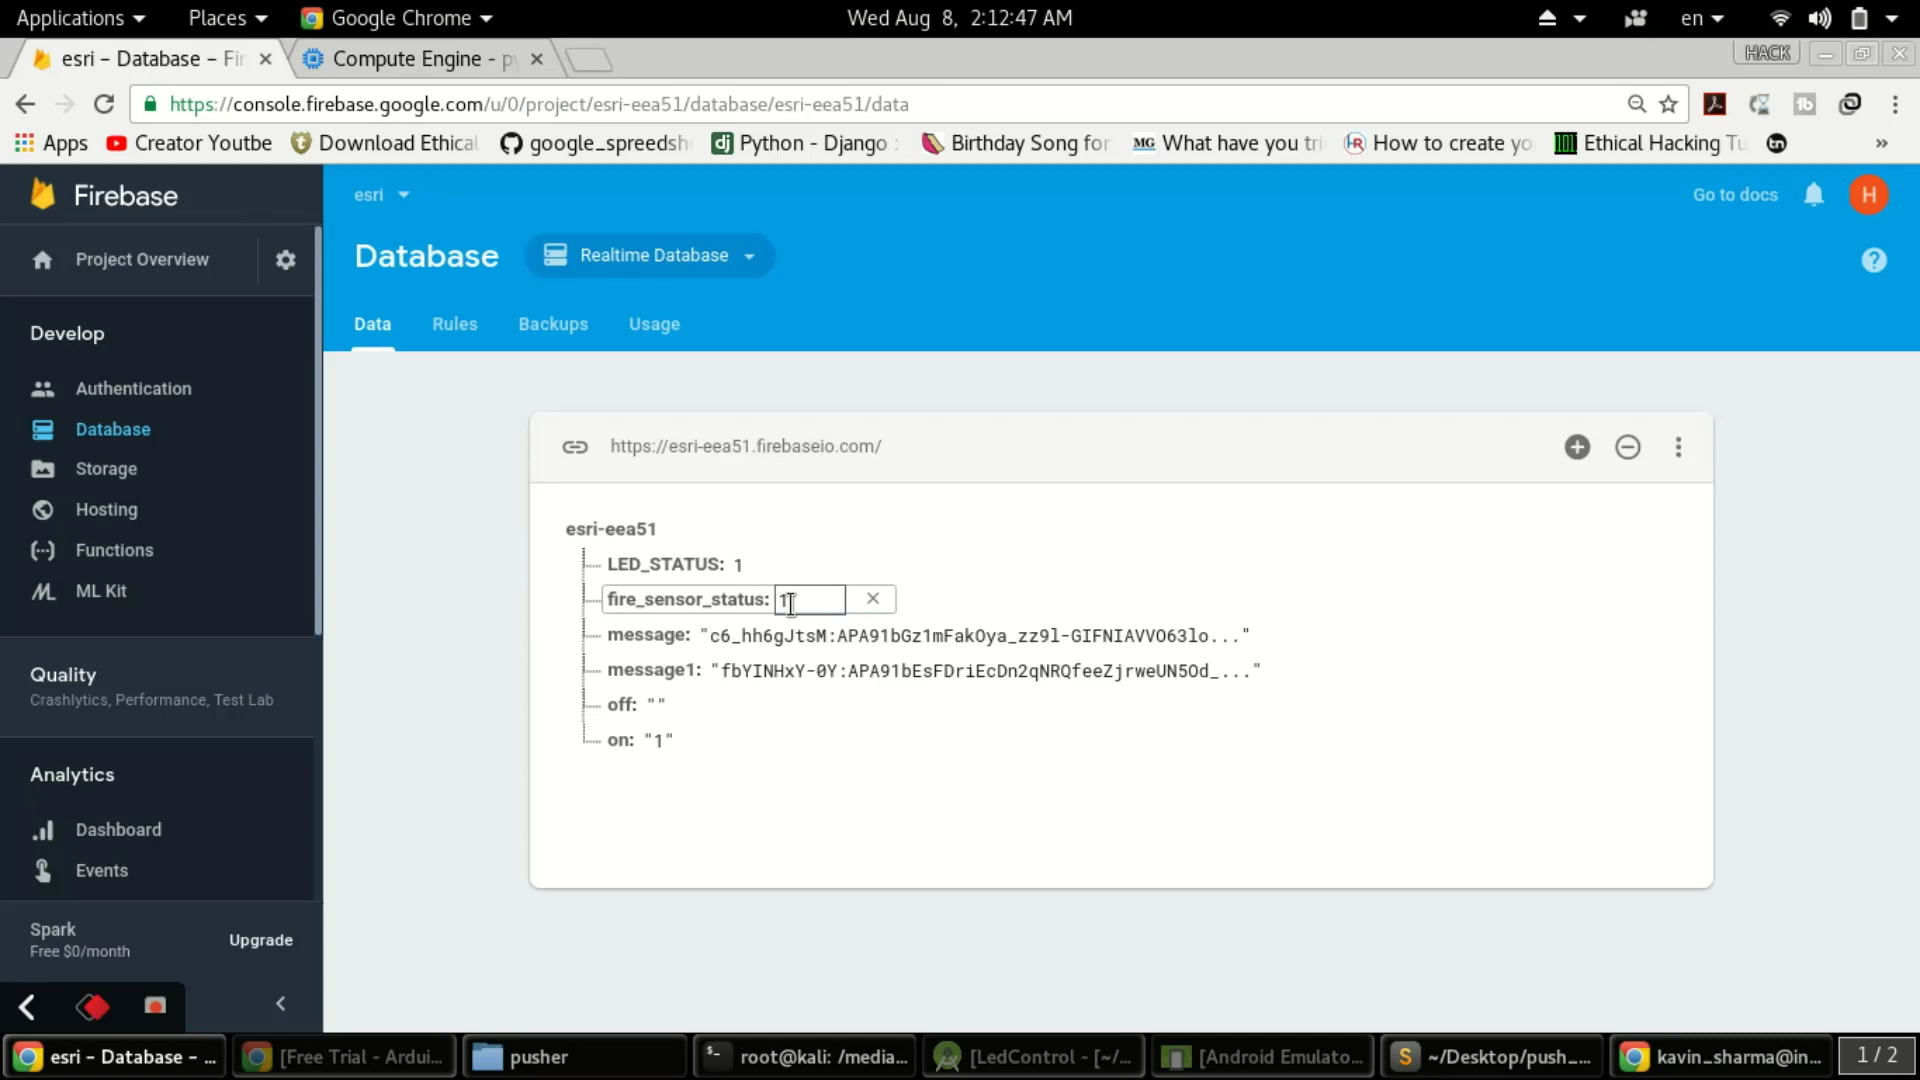 Applications Places Google Chrome Wed Aug 8, 2:12:47 AM en
esri – Database – Fir Compute Engine - p HACK
https://console.firebase.google.com/u/0/project/esri-eea51/database/esri-eea51/data
Apps Creator Youtbe Download Ethical google_spreedsh Python - Django : Birthday Song for MG What have you tri How to create yo Ethical Hacking Tu
Firebase
esri
Go to docs
H
Project Overview
Database Realtime Database
Data Rules Backups Usage
Develop
Authentication
Database
Storage
Hosting
Functions
ML Kit
Quality
Crashlytics, Performance, Test Lab
Analytics
Dashboard
Events
Spark
Free $0/month
Upgrade
https://esri-eea51.firebaseio.com/
esri-eea51
LED_STATUS: 1
fire_sensor_status: 1
message: "c6_hh6gJtsM:APA91bGz1mFakOya_zz9l-GIFNIAVVO63lo..."
message1: "fbYINHxY-0Y:APA91bEsFDriEcDn2qNRQfeeZjrweUN5Od_..."
off: ""
on: "1"
esri – Database – ... [Free Trial - Ardui... pusher root@kali: /media... [LedControl - [~/... [Android Emulato... ~/Desktop/push_... kavin_sharma@in... 1 / 2